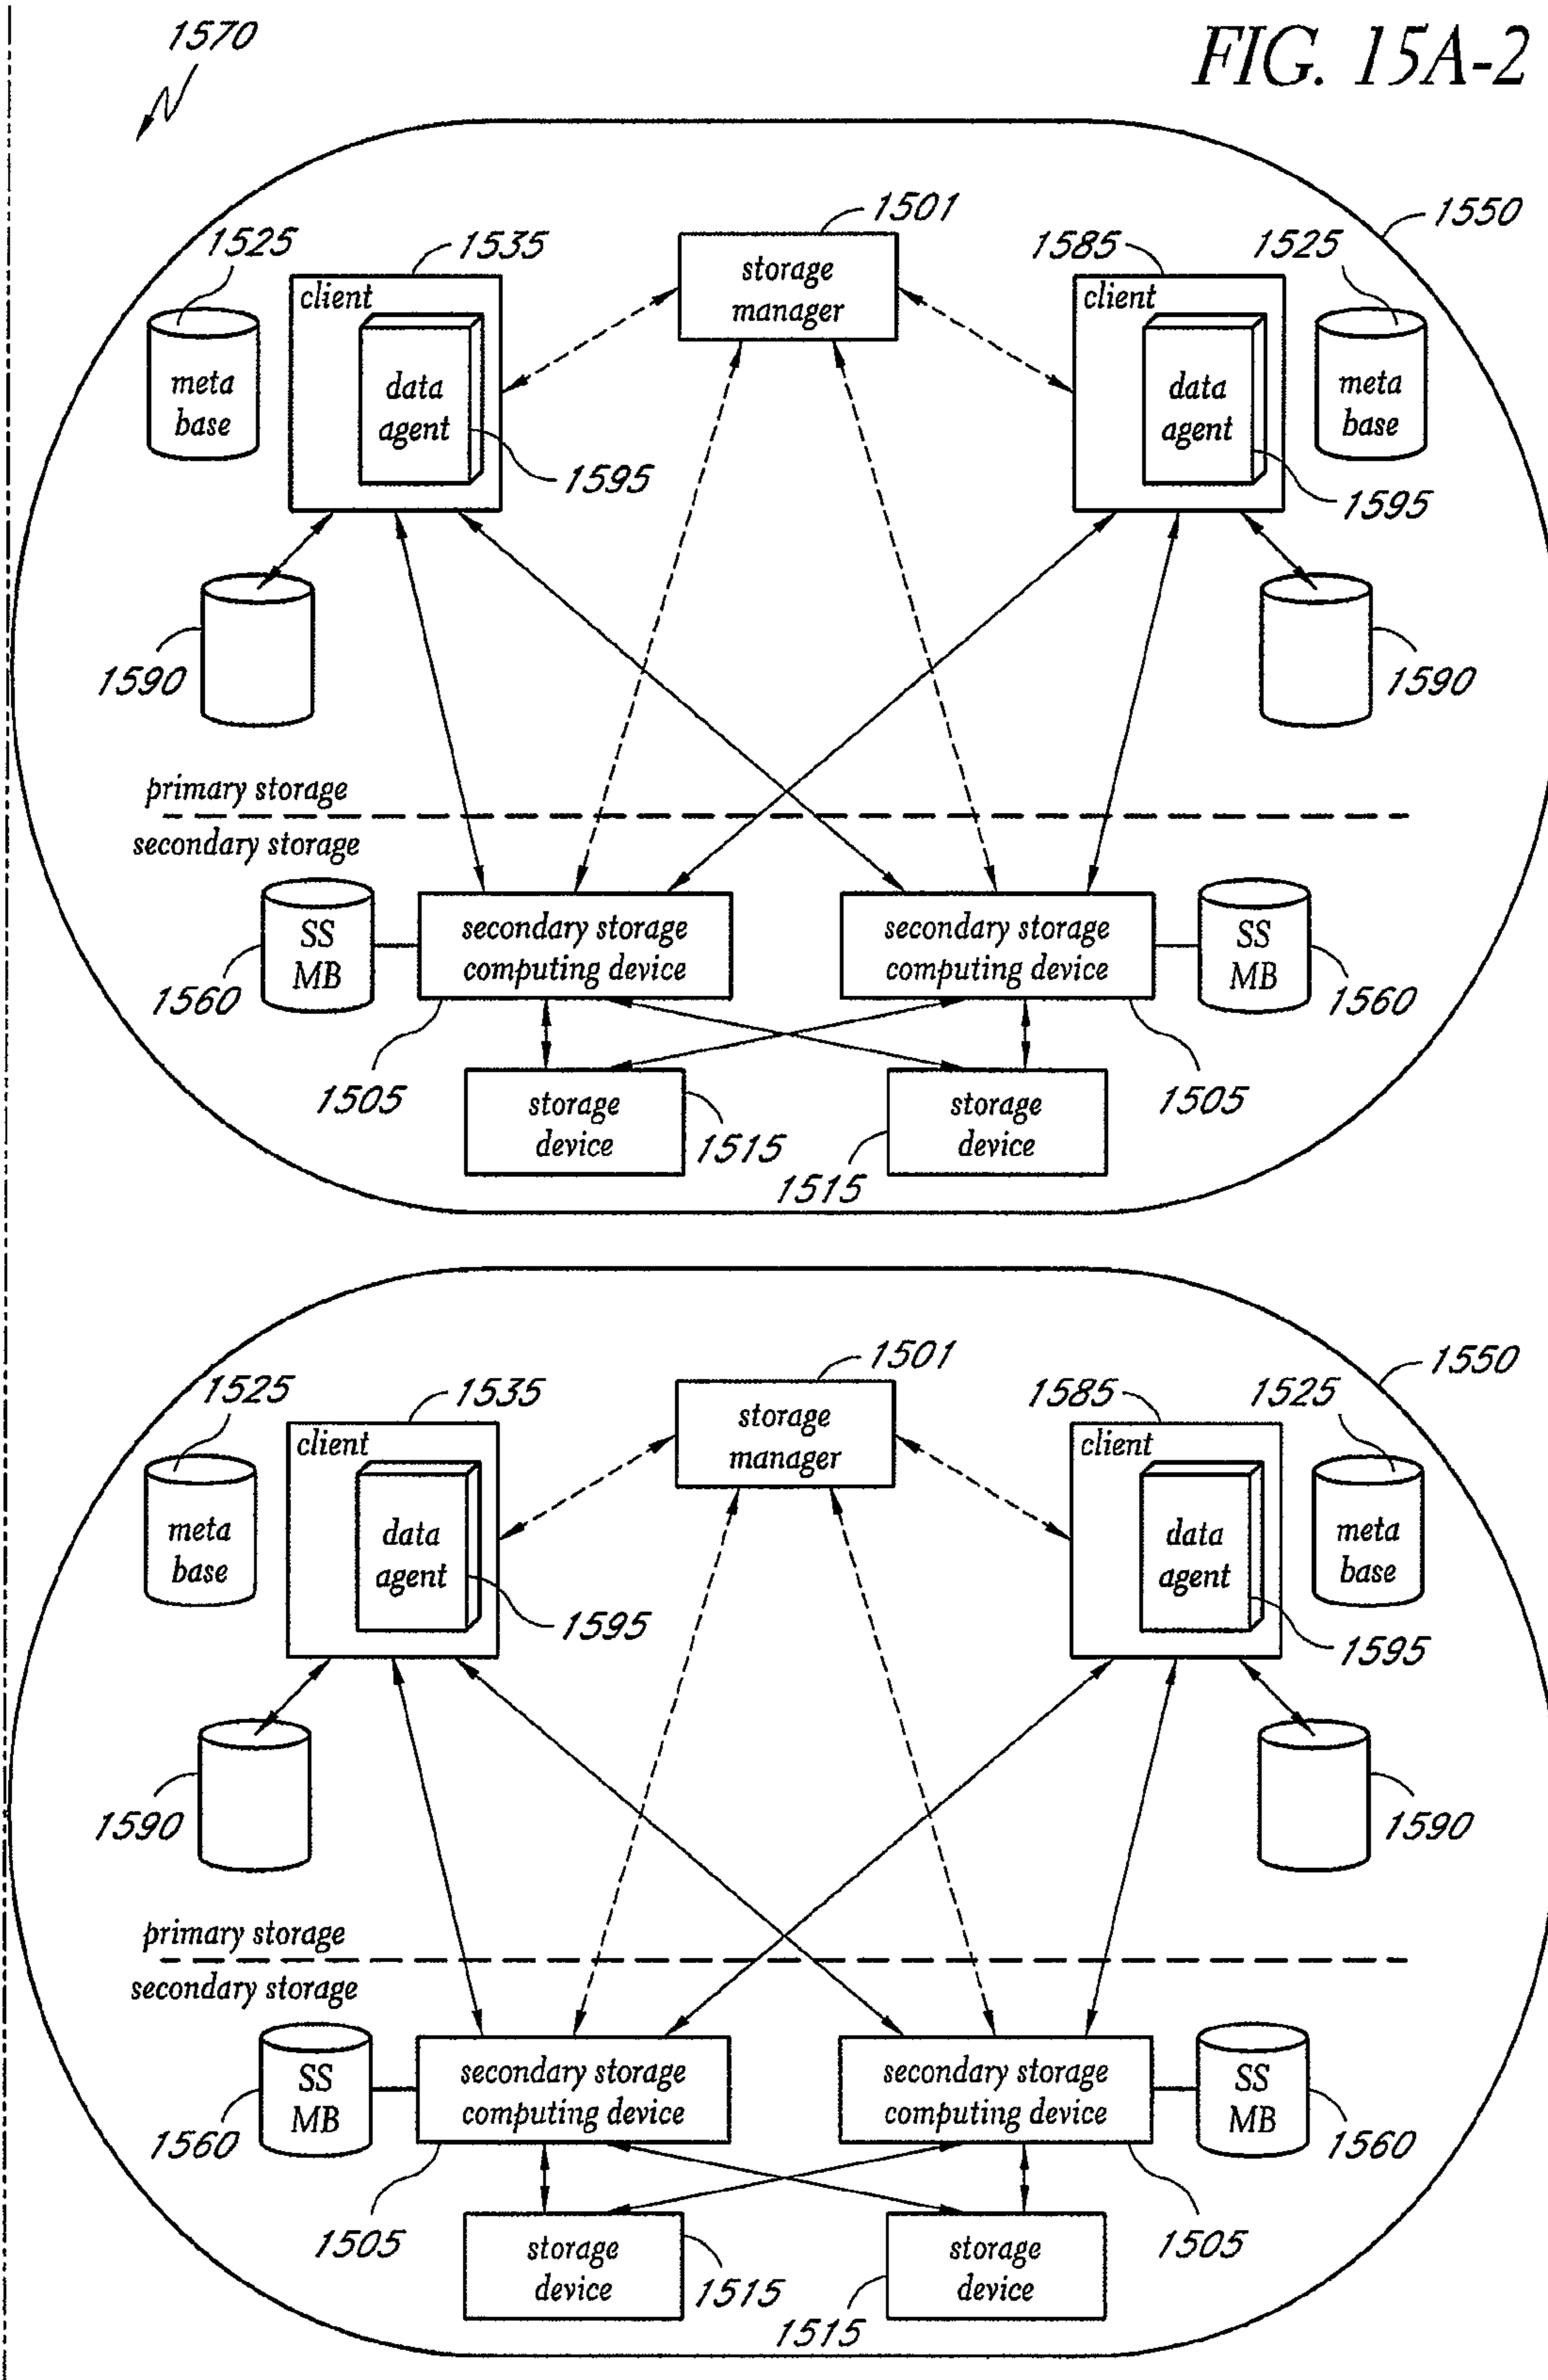 1570
FIG. 15A-2
1501
1550
1525
1535
1585
1525
storage
manager
client
client
meta
base
data
agent
data
agent
meta
base
1595
1595
1590
1590
primary storage
secondary storage
SS
MB
secondary storage
computing device
secondary storage
computing device
SS
MB
1560
1560
1505
1505
storage
device
storage
device
1515
1515
1501
1550
1525
1535
1585
1525
storage
manager
client
client
meta
base
data
agent
data
agent
meta
base
1595
1595
1590
1590
primary storage
secondary storage
SS
MB
secondary storage
computing device
secondary storage
computing device
SS
MB
1560
1560
1505
1505
storage
device
storage
device
1515
1515